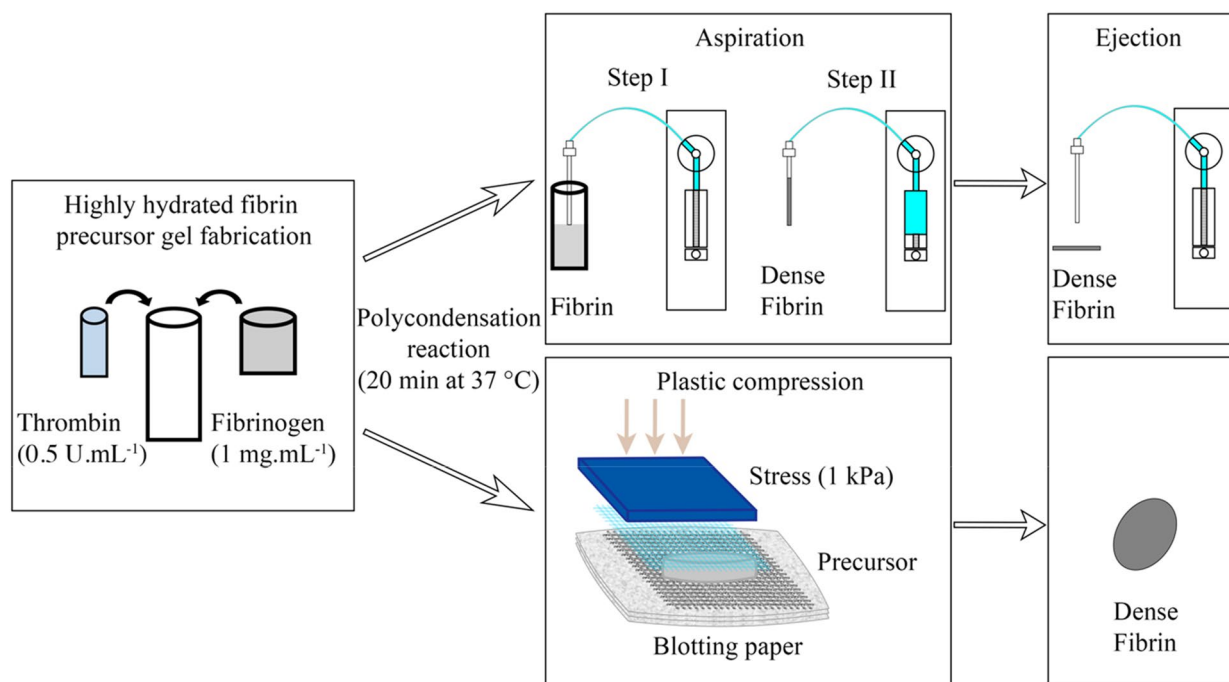 Highly hydrated fibrin
precursor gel fabrication
Thrombin
(0.5 U.mL⁻¹)
Fibrinogen
(1 mg.mL⁻¹)
Polycondensation
reaction
(20 min at 37 °C)
Aspiration
Step I
Step II
Fibrin
Dense
Fibrin
Ejection
Dense
Fibrin
Plastic compression
Stress (1 kPa)
Precursor
Blotting paper
Dense
Fibrin